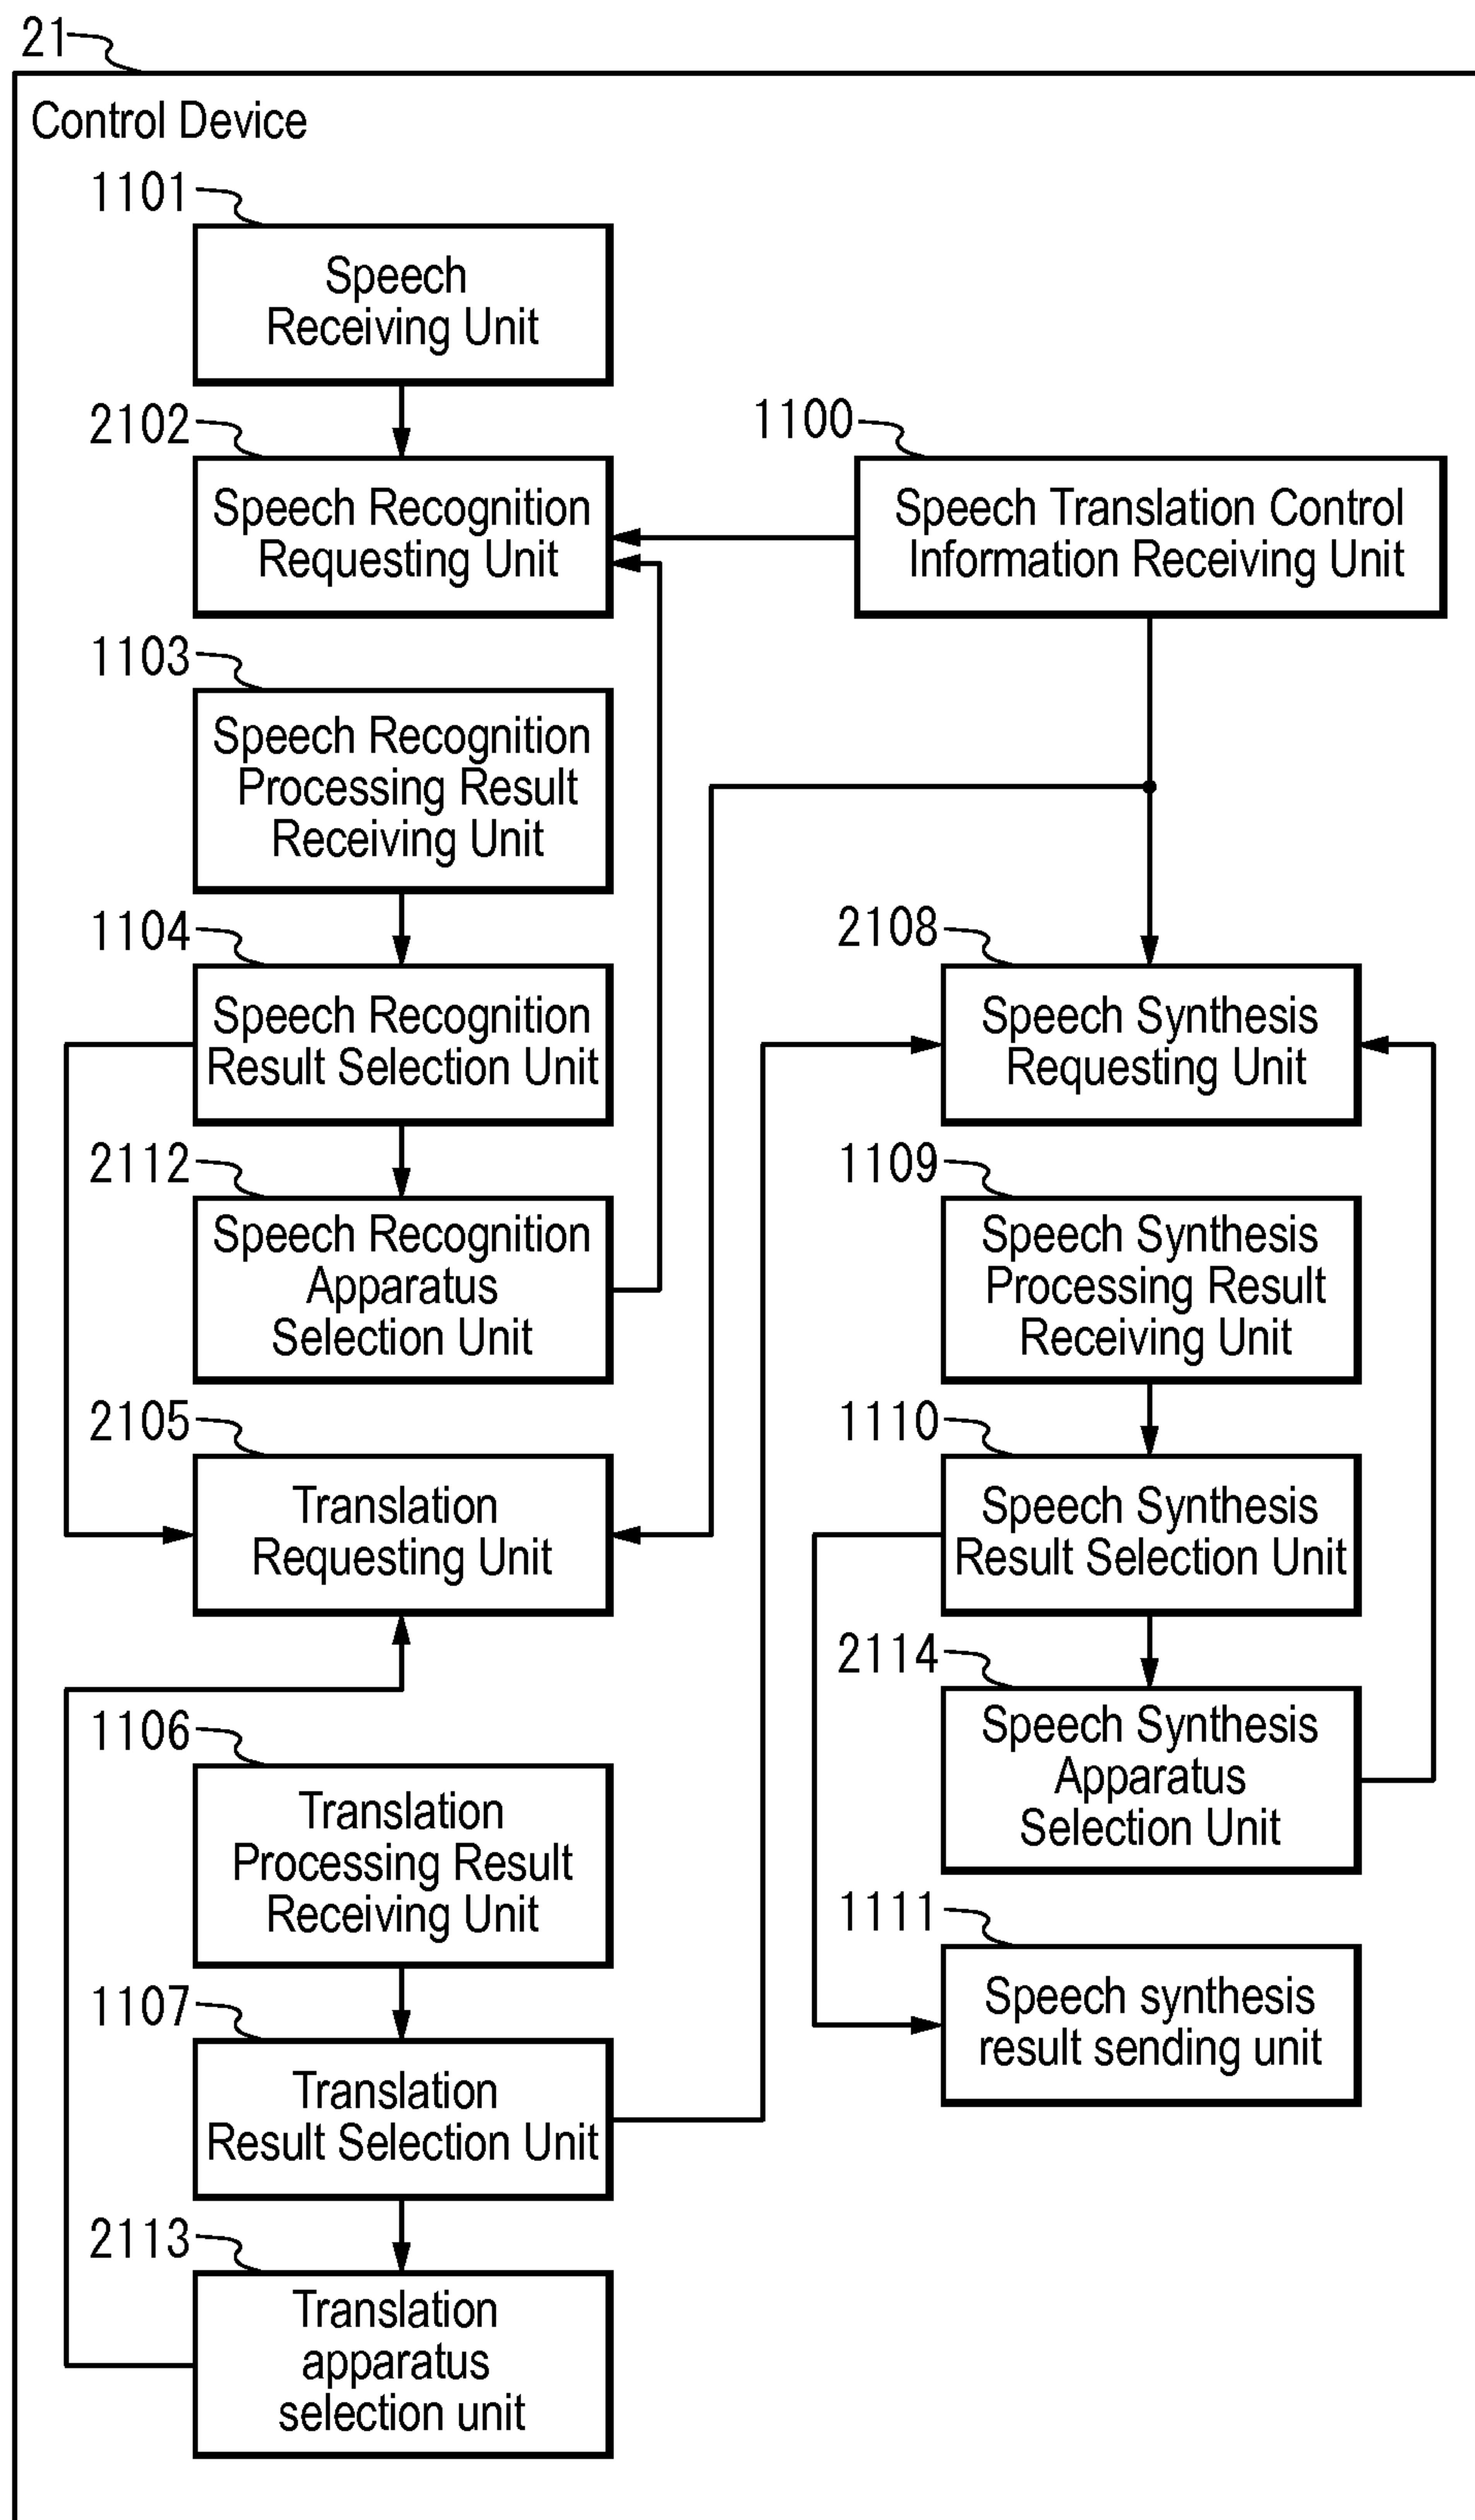 21
Control Device
1101
Speech
Receiving Unit
2102
Speech Recognition
Requesting Unit
1100
Speech Translation Control
Information Receiving Unit
1103
Speech Recognition
Processing Result
Receiving Unit
1104
Speech Recognition
Result Selection Unit
2112
Speech Recognition
Apparatus
Selection Unit
2105
Translation
Requesting Unit
1106
Translation
Processing Result
Receiving Unit
1107
Translation
Result Selection Unit
2113
Translation
apparatus
selection unit
2108
Speech Synthesis
Requesting Unit
1109
Speech Synthesis
Processing Result
Receiving Unit
1110
Speech Synthesis
Result Selection Unit
2114
Speech Synthesis
Apparatus
Selection Unit
1111
Speech synthesis
result sending unit